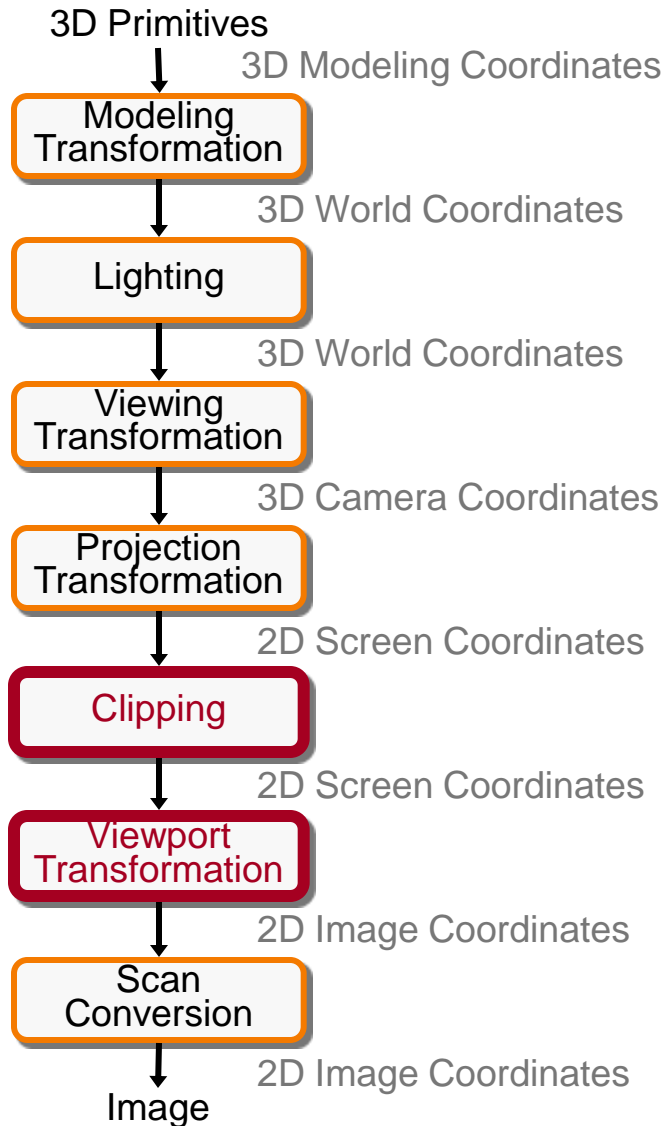 3D Primitives
3D Modeling Coordinates
Modeling
Transformation
3D World Coordinates
Lighting
3D World Coordinates
Viewing
Transformation
3D Camera Coordinates
Projection
Transformation
2D Screen Coordinates
Clipping
2D Screen Coordinates
Viewport
Transformation
2D Image Coordinates
Scan
Conversion
2D Image Coordinates
Image